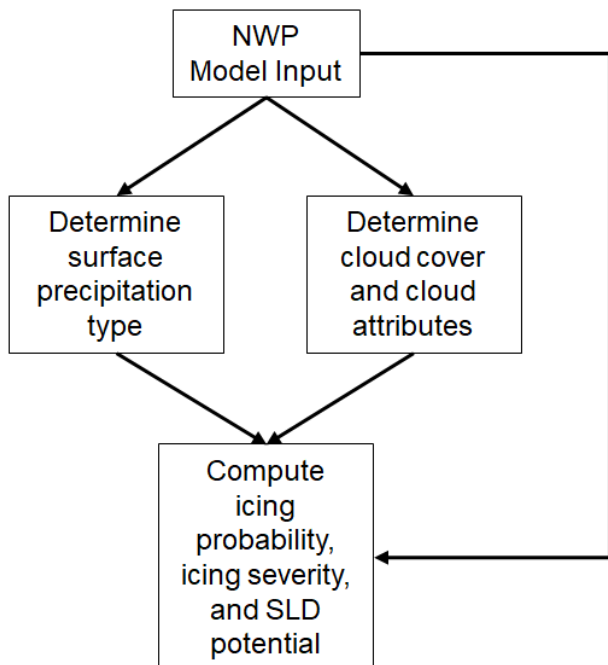 NWP
Model Input
Determine
surface
precipitation
type
Determine
cloud cover
and cloud
attributes
Compute
icing
probability,
icing severity,
and SLD
potential